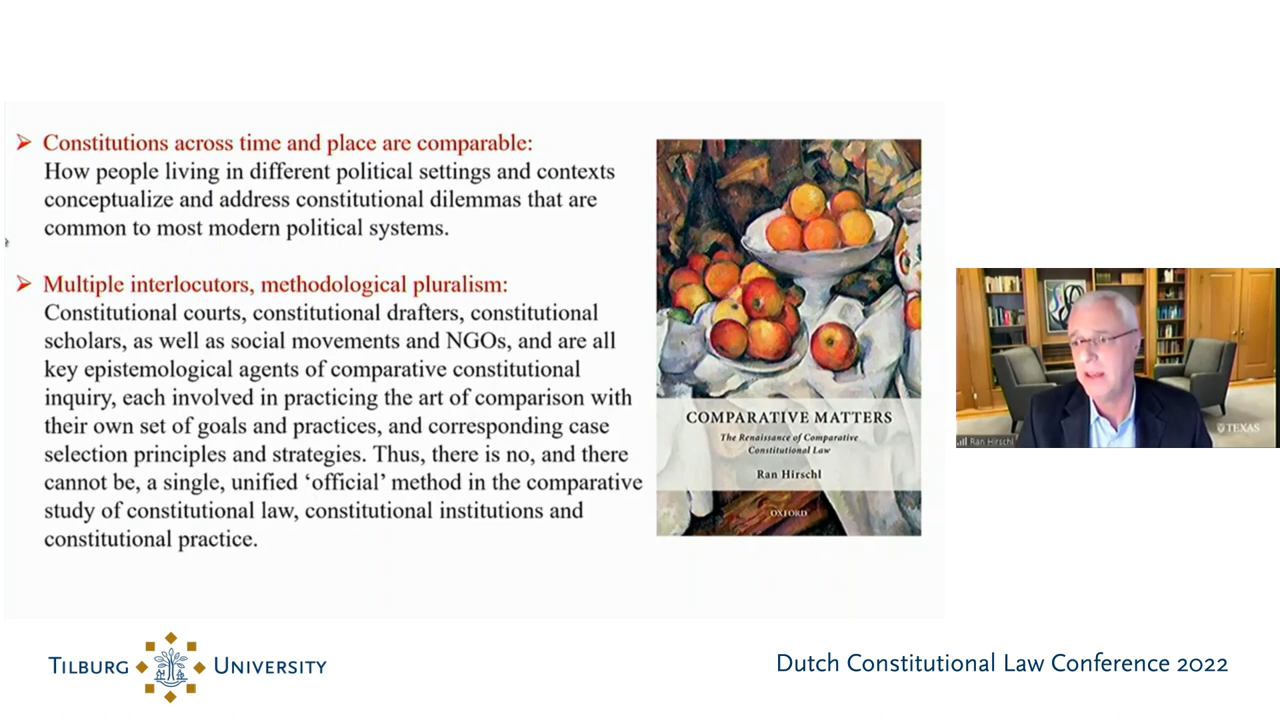 Constitutions across time and place are comparable:
How people living in different political settings and contexts
conceptualize and address constitutional dilemmas that are
common to most modern political systems.
Multiple interlocutors, methodological pluralism:
Constitutional courts, constitutional drafters, constitutional
scholars, as well as social movements and NGOs, and are all
key epistemological agents of comparative constitutional
inquiry, each involved in practicing the art of comparison with
their own set of goals and practices, and corresponding case
selection principles and strategies. Thus, there is no, and there
cannot be, a single, unified ‘official’ method in the comparative
study of constitutional law, constitutional institutions and
constitutional practice.
COMPARATIVE MATTERS
The Renaissance of Comparative
Constitutional Law
Ran Hirschl
OXFORD
TEXAS
Ran Hirschl
TILBURG UNIVERSITY
Dutch Constitutional Law Conference 2022